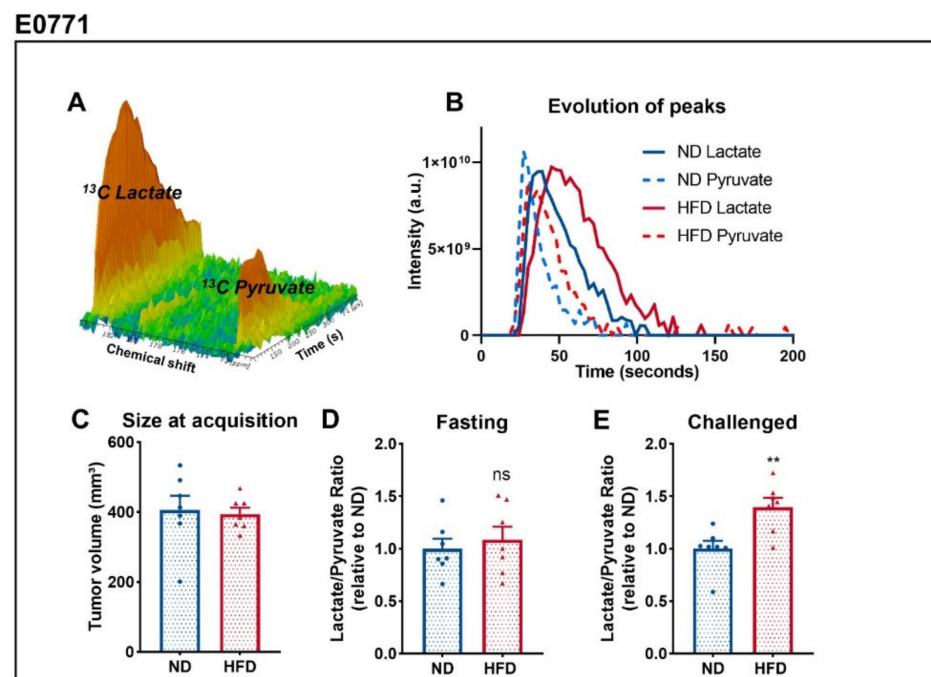 E0771
A
¹³C Lactate
¹³C Pyruvate
Chemical shift
Time (s)
B
Evolution of peaks
Intensity (a.u.)
1×10¹⁰
5×10⁹
0
0 50 100 150 200
Time (seconds)
ND Lactate
ND Pyruvate
HFD Lactate
HFD Pyruvate
C
Size at acquisition
Tumor volume (mm³)
600
400
200
0
ND HFD
D
Fasting
Lactate/Pyruvate Ratio
(relative to ND)
2.0
1.5
1.0
0.5
0.0
ns
ND HFD
E
Challenged
Lactate/Pyruvate Ratio
(relative to ND)
2.0
1.5
1.0
0.5
0.0
**
ND HFD